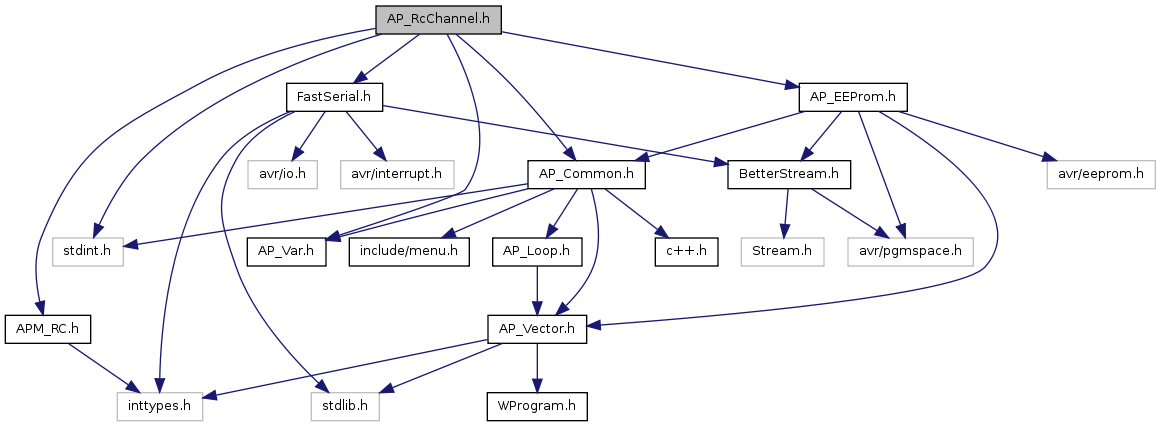 AP_RcChannel.h
FastSerial.h
AP_EEProm.h
avr/io.h
avr/interrupt.h
AP_Common.h
BetterStream.h
avr/eeprom.h
stdint.h
AP_Var.h
include/menu.h
AP_Loop.h
c++.h
Stream.h
avr/pgmspace.h
APM_RC.h
AP_Vector.h
inttypes.h
stdlib.h
WProgram.h